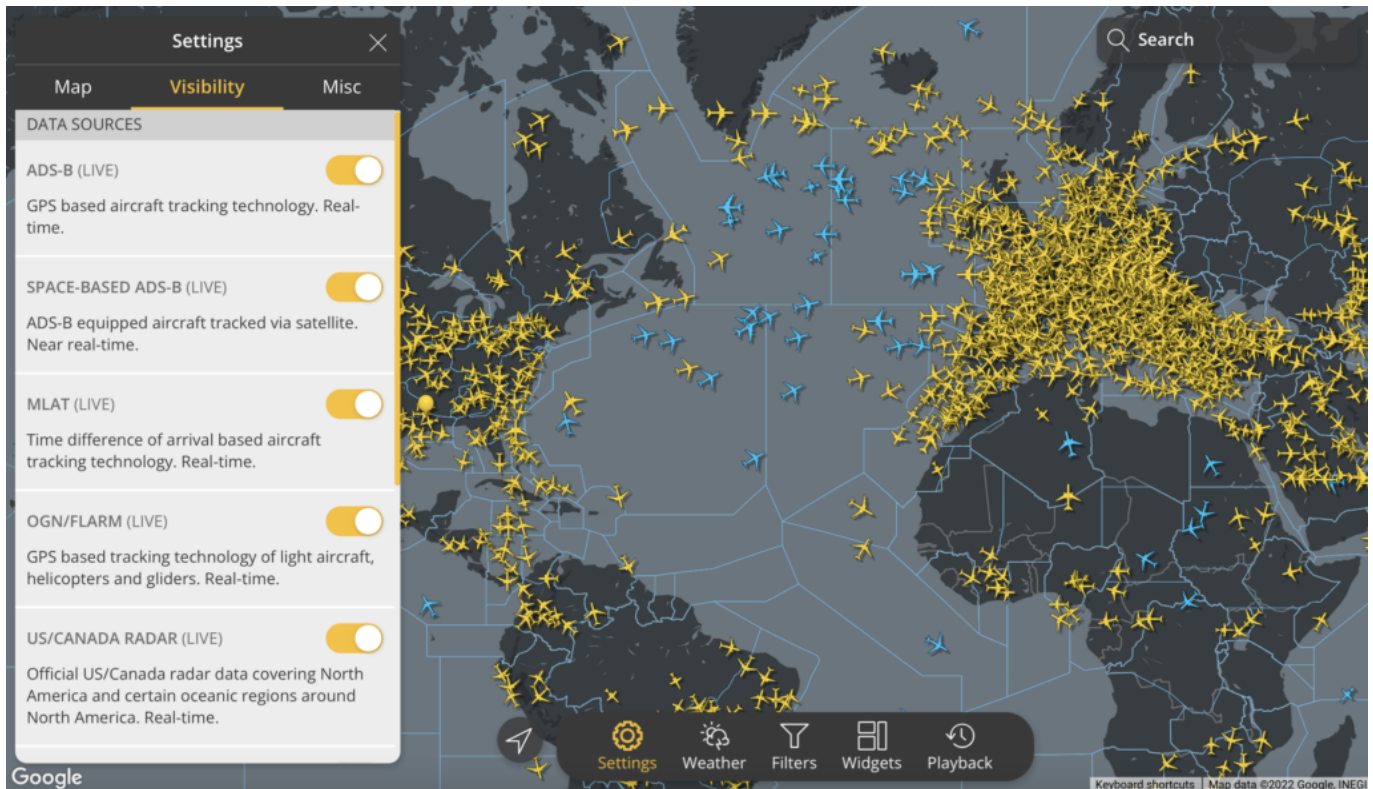 Settings
Map Visibility Misc
DATA SOURCES
ADS-B (LIVE)
GPS based aircraft tracking technology. Real-
time.
SPACE-BASED ADS-B (LIVE)
ADS-B equipped aircraft tracked via satellite.
Near real-time.
MLAT (LIVE)
Time difference of arrival based aircraft
tracking technology. Real-time.
OGN/FLARM (LIVE)
GPS based tracking technology of light aircraft,
helicopters and gliders. Real-time.
US/CANADA RADAR (LIVE)
Official US/Canada radar data covering North
America and certain oceanic regions around
North America. Real-time.
Search
Settings Weather Filters Widgets Playback
Google
Keyboard shortcuts Map data ©2022 Google, INEGI